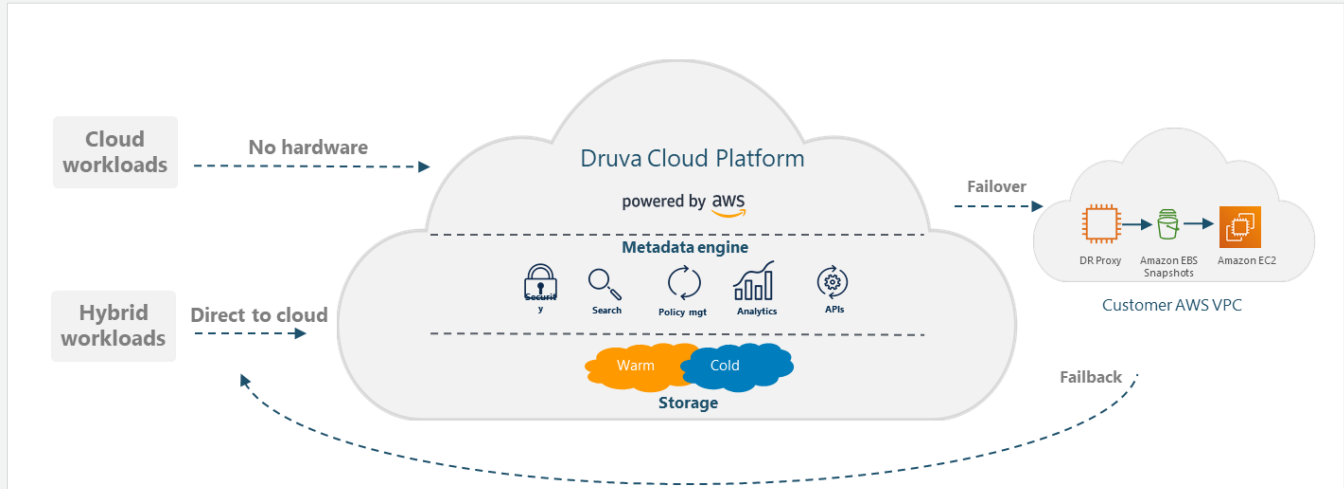 Cloud
workloads
No hardware
Hybrid
workloads
Direct to cloud
Druva Cloud Platform
powered by aws
Metadata engine
Securit
y
Search
Policy mgt
Analytics
APIs
Warm
Cold
Storage
Failover
DR Proxy
Amazon EBS
Snapshots
Amazon EC2
Customer AWS VPC
Failback